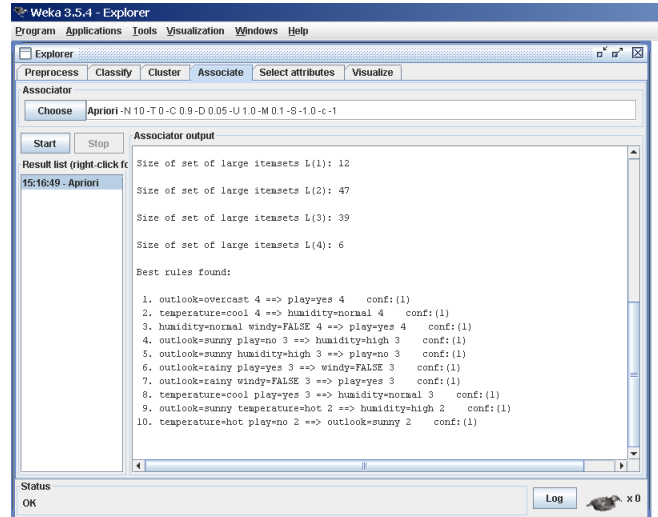 Weka 3.5.4 - Explorer
Program Applications Tools Visualization Windows Help
Explorer
Preprocess Classify Cluster Associate Select attributes Visualize
Associator
Choose Apriori -N 10 -T 0 -C 0.9 -D 0.05 -U 1.0 -M 0.1 -S -1.0 -c -1
Start Stop
Associator output
Result list (right-click fo
15:16:49 - Apriori
Size of set of large itemsets L(1): 12
Size of set of large itemsets L(2): 47
Size of set of large itemsets L(3): 39
Size of set of large itemsets L(4): 6
Best rules found:
1. outlook=overcast 4 ==> play=yes 4 conf:(1)
2. temperature=cool 4 ==> humidity=normal 4 conf:(1)
3. humidity=normal windy=FALSE 4 ==> play=yes 4 conf:(1)
4. outlook=sunny play=no 3 ==> humidity=high 3 conf:(1)
5. outlook=sunny humidity=high 3 ==> play=no 3 conf:(1)
6. outlook=rainy play=yes 3 ==> windy=FALSE 3 conf:(1)
7. outlook=rainy windy=FALSE 3 ==> play=yes 3 conf:(1)
8. temperature=cool play=yes 3 ==> humidity=normal 3 conf:(1)
9. outlook=sunny temperature=hot 2 ==> humidity=high 2 conf:(1)
10. temperature=hot play=no 2 ==> outlook=sunny 2 conf:(1)
Status
OK
Log
x 0